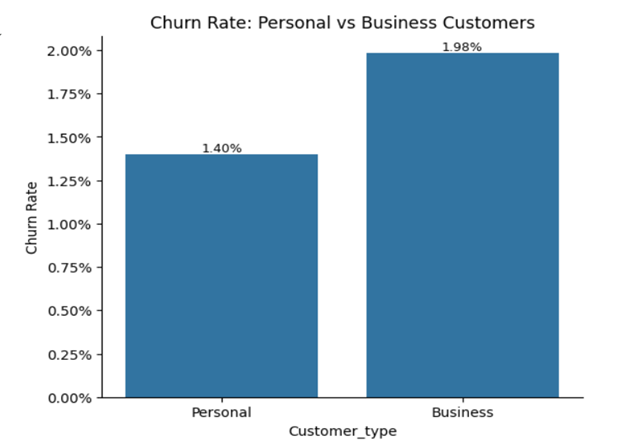 Churn Rate: Personal vs Business Customers
2.00%
1.75%
1.50%
1.25%
1.00%
0.75%
0.50%
0.25%
0.00%
Churn Rate
1.40%
1.98%
Personal
Business
Customer_type